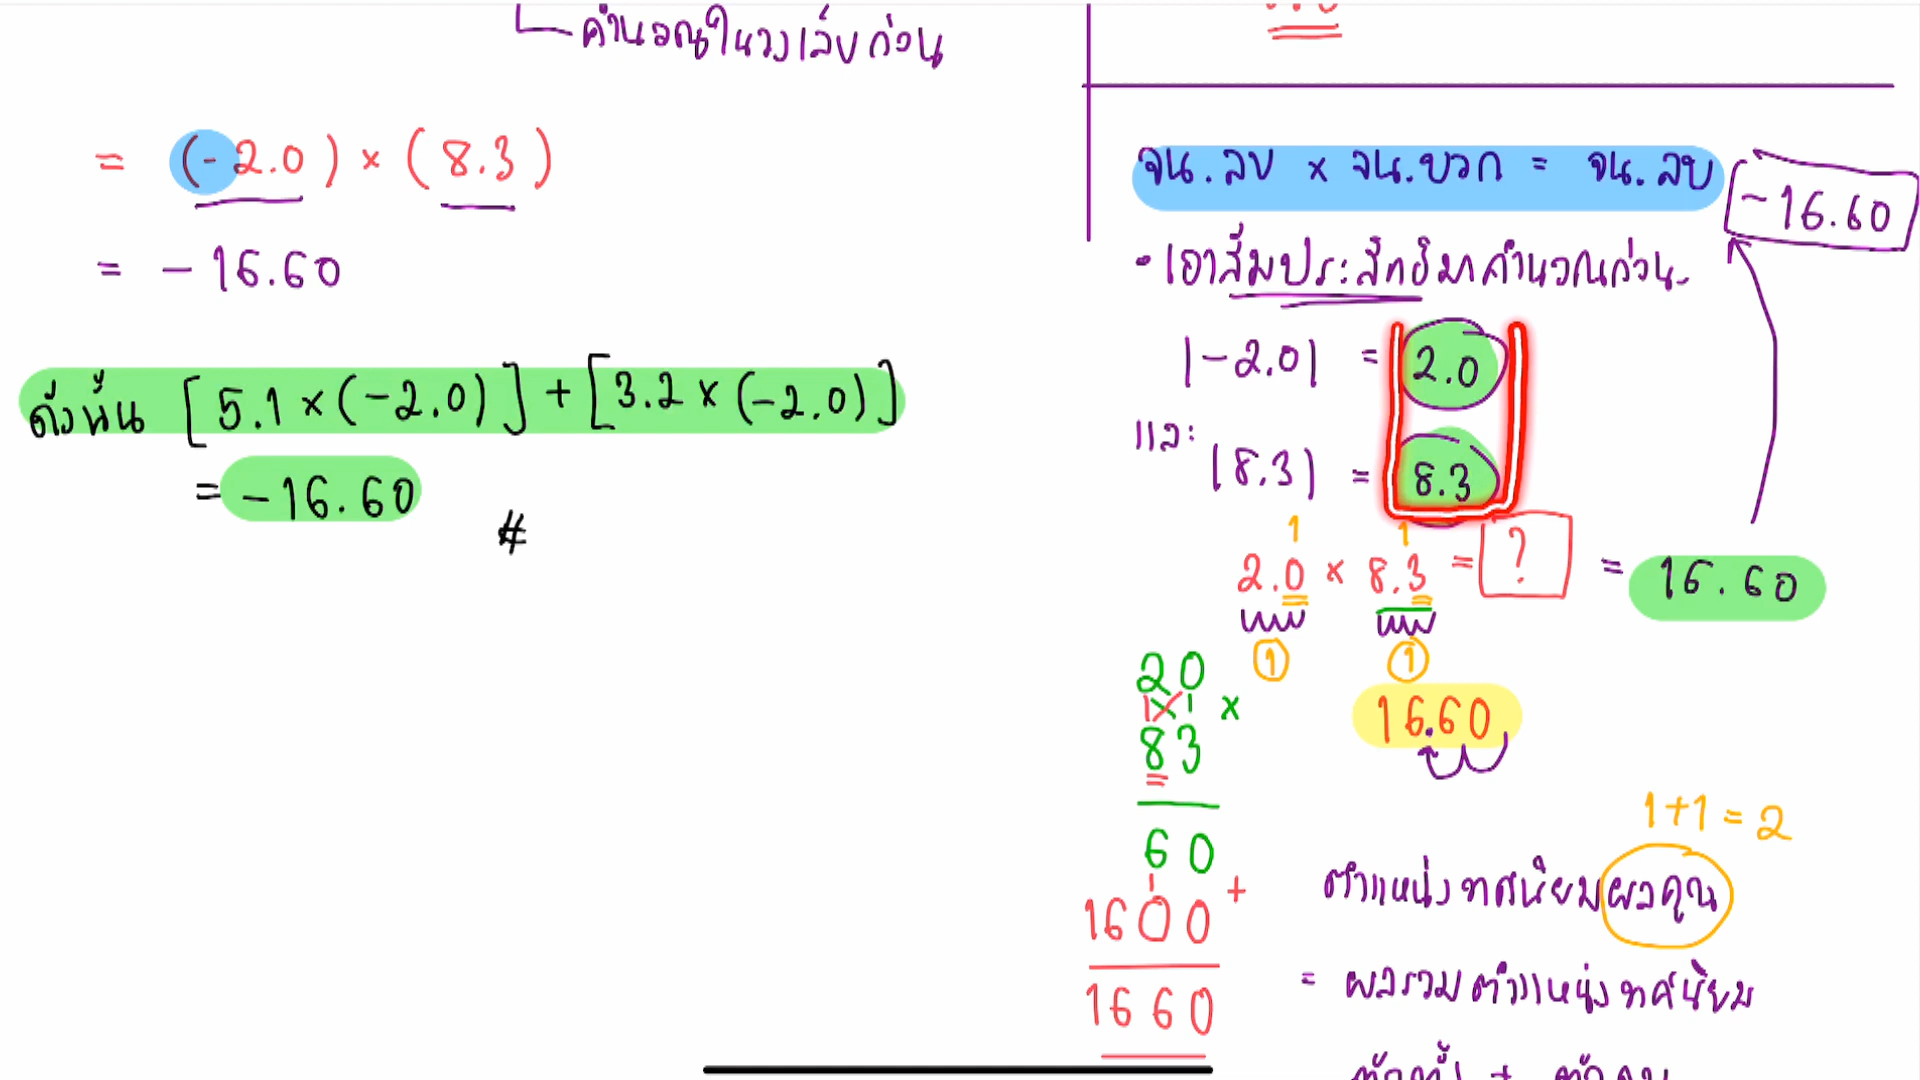 คำนวณในวงเล็บก่อน
= (-2.0) × (8.3)
= -16.60
ดังนั้น [5.1 × (-2.0)] + [3.2 × (-2.0)]
= -16.60 #
จน.ลบ × จน.บวก = จน.ลบ
-16.60
• เอาสัมประสิทธิ์มาคำนวณก่อน
|-2.0| = 2.0
และ |8.3| = 8.3
1 1
2.0 × 8.3 = ? = 16.60
1 1
20
×
83
60
+
1600
1660
16.60
1+1 = 2
ตำแหน่งทศนิยมผลคูณ
= ผลรวมตำแหน่งทศนิยม